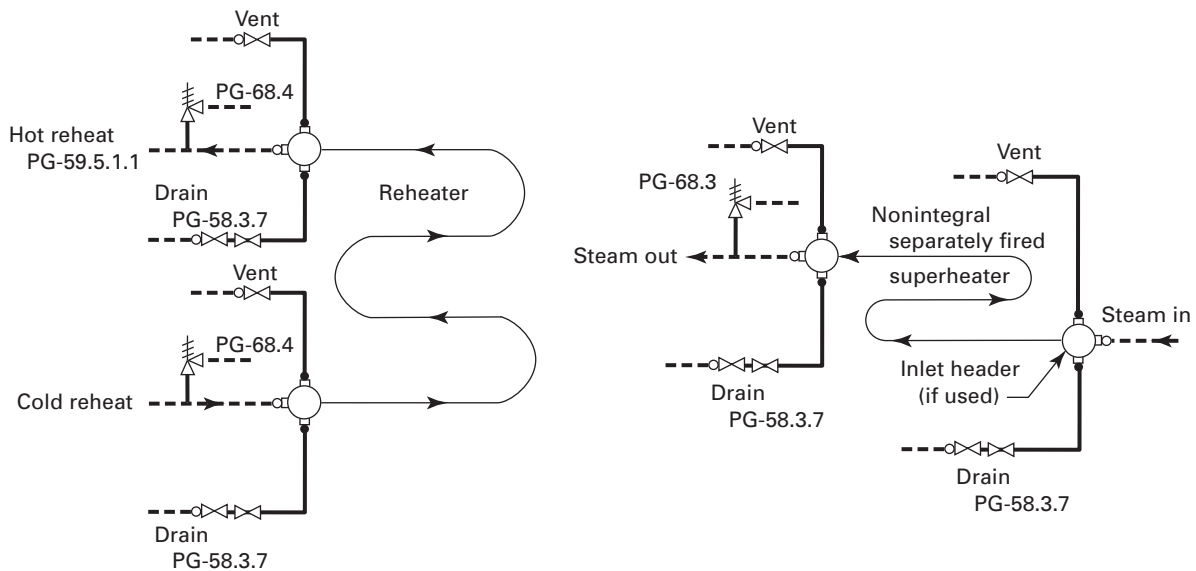 Vent
PG-68.4
Hot reheat
PG-59.5.1.1
Drain
PG-58.3.7
Reheater
Vent
PG-68.4
Cold reheat
Drain
PG-58.3.7
Vent
PG-68.3
Steam out
Nonintegral
separately fired
superheater
Vent
Steam in
Inlet header
(if used)
Drain
PG-58.3.7
Drain
PG-58.3.7